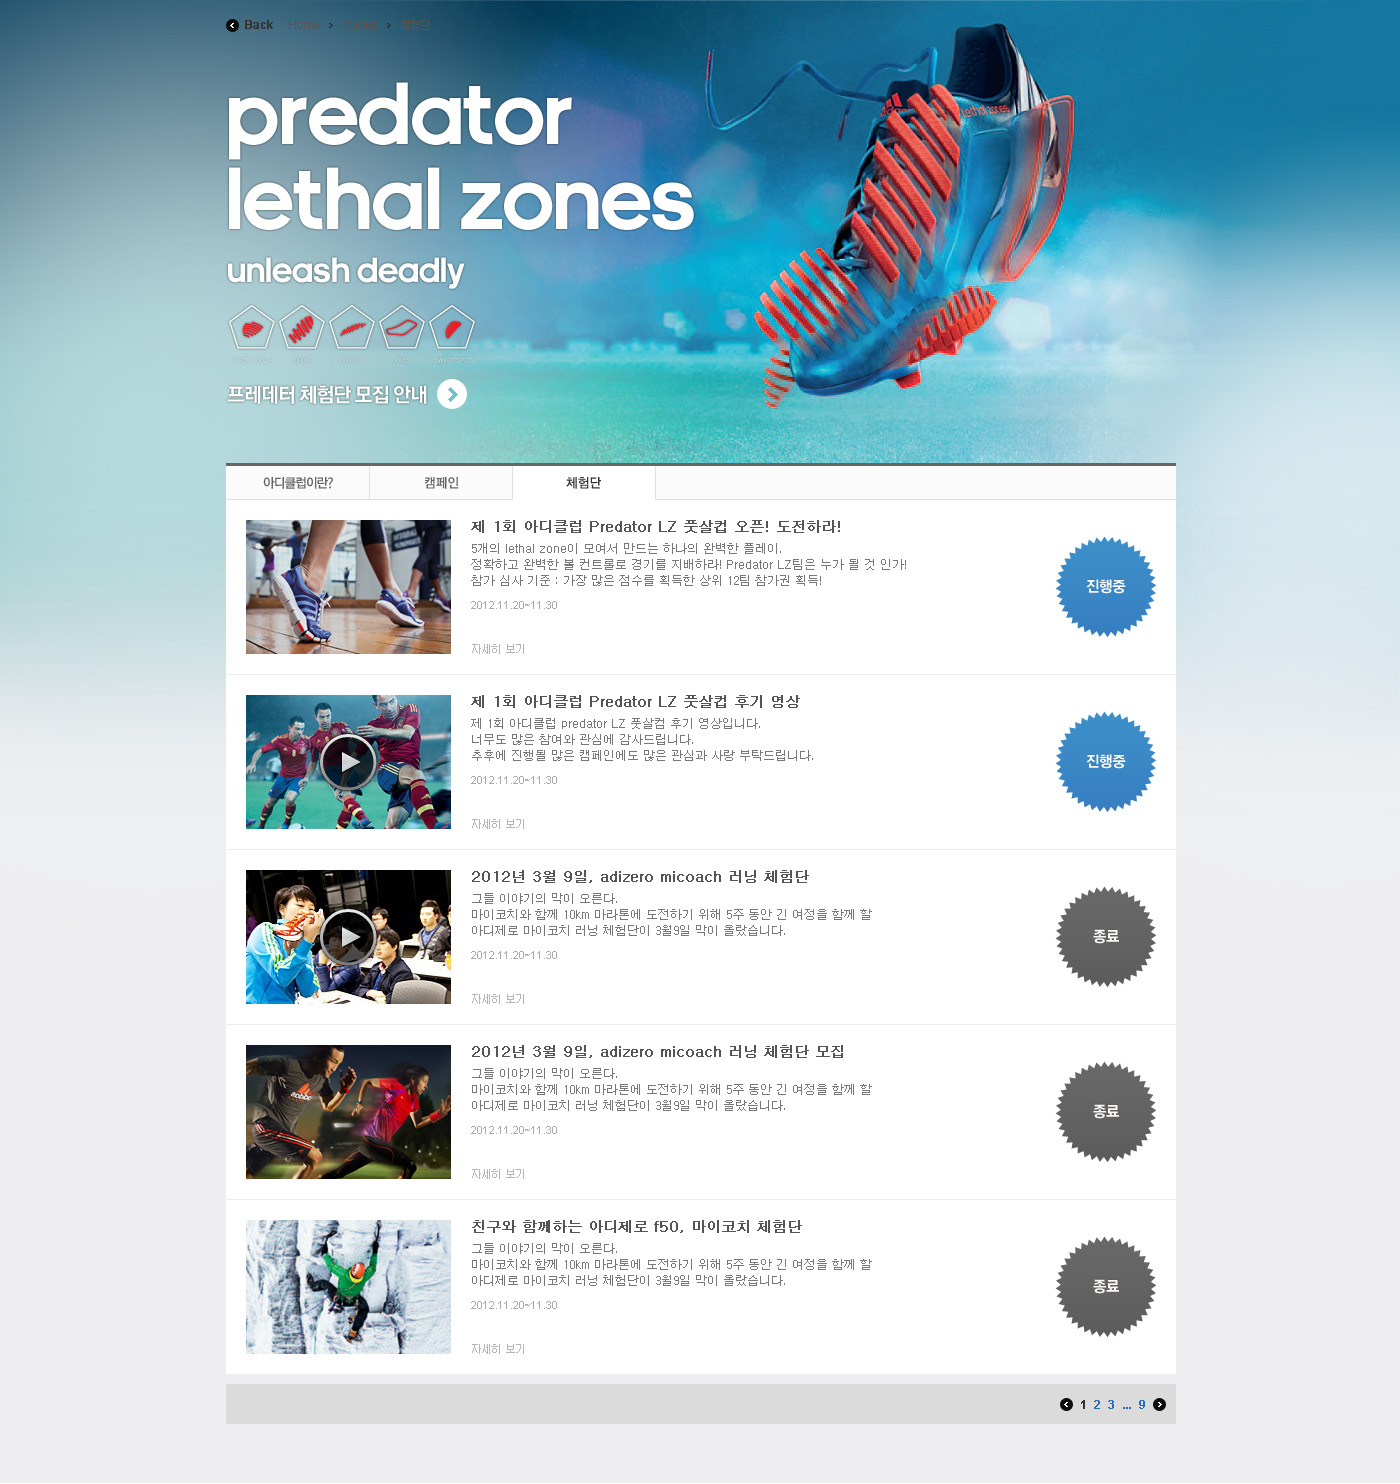 Back Home > > 체험단
predator
lethal zones
unleash deadly
프레데터 체험단 모집 안내
아디클럽이란? 캠페인 체험단
제 1회 아디클럽 Predator LZ 풋살컵 오픈! 도전하라!
5개의 lethal zone이 모여서 만드는 하나의 완벽한 플레이.
정확하고 완벽한 볼 컨트롤로 경기를 지배하라! Predator LZ팀은 누가 될 것 인가!
참가 심사 기준 : 가장 많은 점수를 획득한 상위 12팀 참가권 획득!
2012.11.20~11.30
자세히 보기
진행중
제 1회 아디클럽 Predator LZ 풋살컵 후기 영상
제 1회 아디클럽 predator LZ 풋살컵 후기 영상입니다.
너무도 많은 참여와 관심에 감사드립니다.
추후에 진행될 많은 캠페인에도 많은 관심과 사랑 부탁드립니다.
2012.11.20~11.30
자세히 보기
진행중
2012년 3월 9일, adizero micoach 러닝 체험단
그들 이야기의 막이 오른다.
마이코치와 함께 10km 마라톤에 도전하기 위해 5주 동안 긴 여정을 함께 할
아디제로 마이코치 러닝 체험단이 3월9일 막이 올랐습니다.
2012.11.20~11.30
자세히 보기
종료
2012년 3월 9일, adizero micoach 러닝 체험단 모집
그들 이야기의 막이 오른다.
마이코치와 함께 10km 마라톤에 도전하기 위해 5주 동안 긴 여정을 함께 할
아디제로 마이코치 러닝 체험단이 3월9일 막이 올랐습니다.
2012.11.20~11.30
자세히 보기
종료
친구와 함께하는 아디제로 f50, 마이코치 체험단
그들 이야기의 막이 오른다.
마이코치와 함께 10km 마라톤에 도전하기 위해 5주 동안 긴 여정을 함께 할
아디제로 마이코치 러닝 체험단이 3월9일 막이 올랐습니다.
2012.11.20~11.30
자세히 보기
종료
1 2 3 ... 9